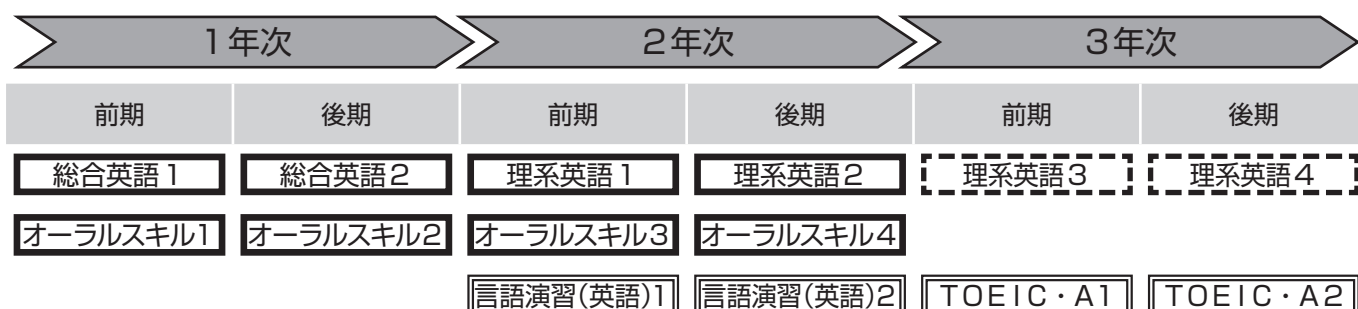 1年次 2年次 3年次
前期 後期 前期 後期 前期 後期
総合英語1 総合英語2 理系英語1 理系英語2 理系英語3 理系英語4
オーラルスキル1 オーラルスキル2 オーラルスキル3 オーラルスキル4
言語演習(英語)1 言語演習(英語)2 TOEIC・A1 TOEIC・A2